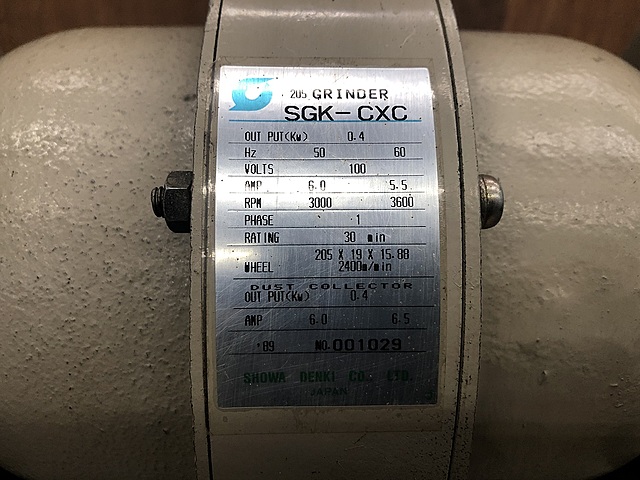 205 GRINDER
SGK-CXC
OUT PUT(Kw) 0.4
Hz 50 60
VOLTS 100
AMP 6.0 5.5
RPM 3000 3600
PHASE 1
RATING 30 min
205 X 19 X 15.88
WHEEL 2400m/min
DUST COLLECTOR
OUT PUT(Kw) 0.4
AMP 6.0 6.5
'89 NO. 001029
SHOWA DENKI CO., LTD.
JAPAN